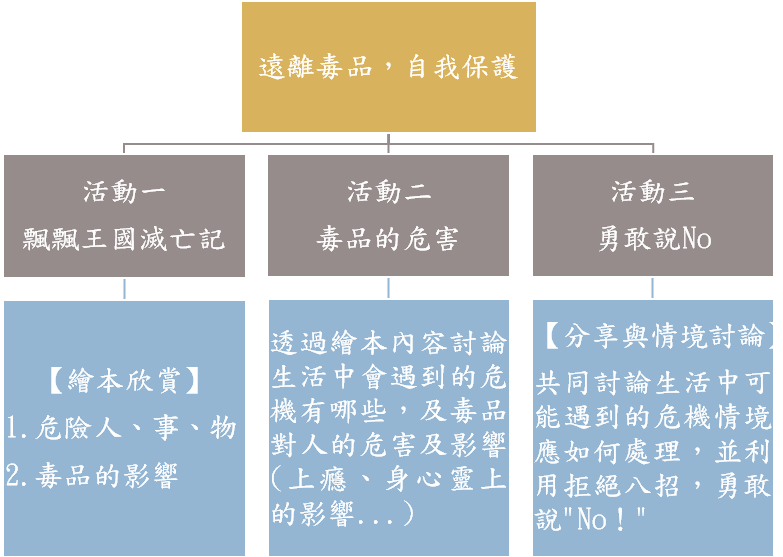 遠離毒品，自我保護
活動一
飄飄王國滅亡記
活動二
毒品的危害
活動三
勇敢說No
【繪本欣賞】
1.危險人、事、物
2.毒品的影響
透過繪本內容討論
生活中會遇到的危
機有哪些，及毒品
對人的危害及影響
(上癮、身心靈上
的影響...)
【分享與情境討論】
共同討論生活中可
能遇到的危機情境
應如何處理，並利
用拒絕八招，勇敢
說"No！"